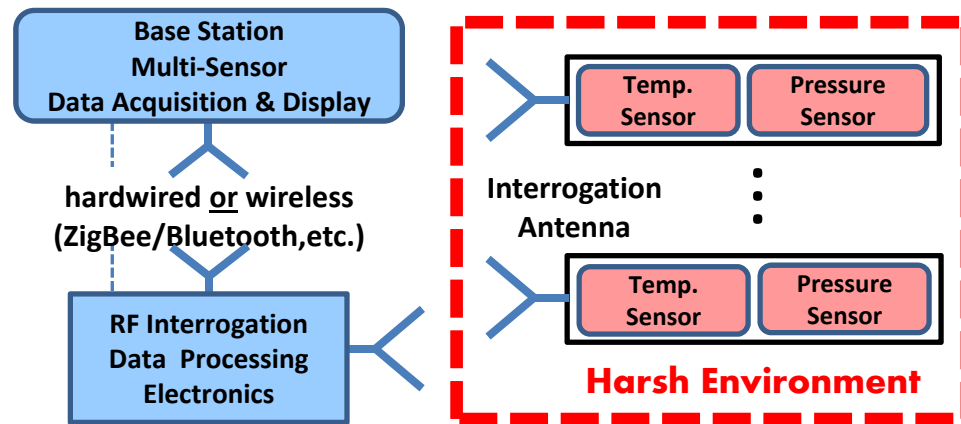 Base Station
Multi-Sensor
Data Acquisition & Display
hardwired or wireless
(ZigBee/Bluetooth,etc.)
RF Interrogation
Data Processing
Electronics
Temp.
Sensor
Pressure
Sensor
Interrogation
Antenna
Temp.
Sensor
Pressure
Sensor
Harsh Environment